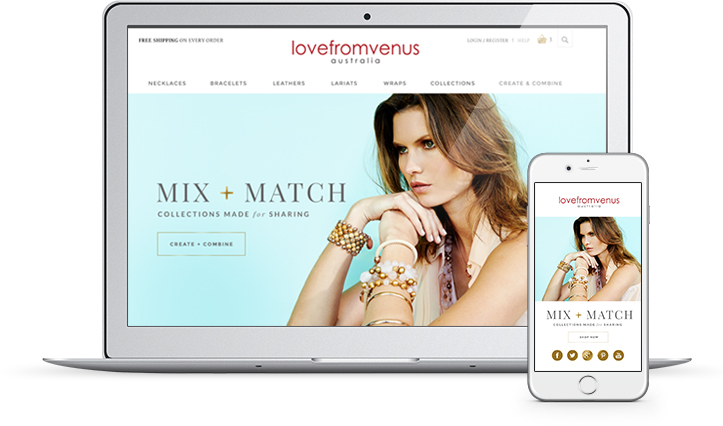 FREE SHIPPING ON EVERY ORDER
LOGIN / REGISTER | HELP 3
lovefromvenus
australia
NECKLACES BRACELETS LEATHERS LARIATS WRAPS COLLECTIONS CREATE & COMBINE
MIX + MATCH
COLLECTIONS MADE for SHARING
CREATE + COMBINE
lovefromvenus
australia
MIX + MATCH
COLLECTIONS MADE for SHARING
SHOP NOW